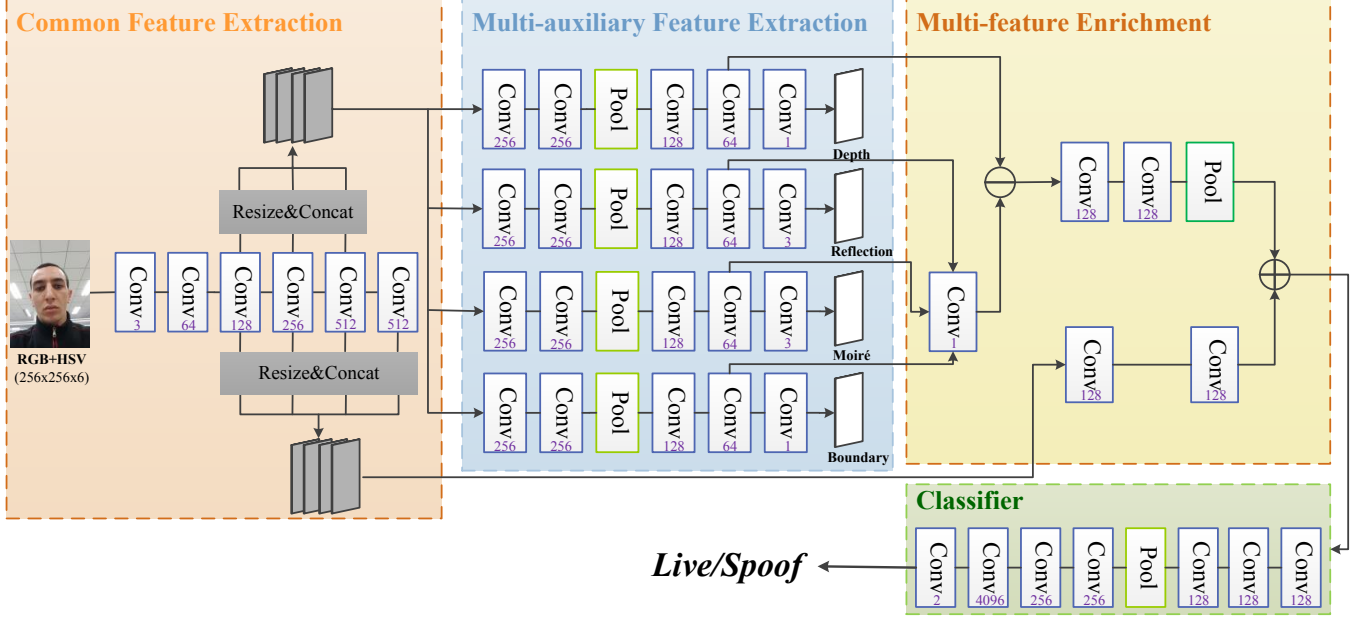 Common Feature Extraction
Resize&Concat
RGB+HSV
(256x256x6)
Conv 3
Conv 64
Conv 128
Conv 256
Conv 512
Conv 512
Resize&Concat
Multi-auxiliary Feature Extraction
Conv 256
Conv 256
Pool
Conv 128
Conv 64
Conv 1
Depth
Conv 256
Conv 256
Pool
Conv 128
Conv 64
Conv 3
Reflection
Conv 256
Conv 256
Pool
Conv 128
Conv 64
Conv 3
Moiré
Conv 256
Conv 256
Pool
Conv 128
Conv 64
Conv 1
Boundary
Multi-feature Enrichment
Conv 1
Conv 128
Conv 128
Pool
Conv 128
Conv 128
Classifier
Conv 2
Conv 4096
Conv 256
Conv 256
Pool
Conv 128
Conv 128
Conv 128
Live/Spoof